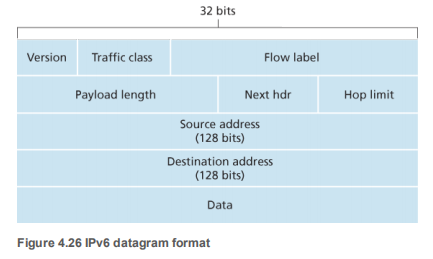 32 bits
Version Traffic class Flow label
Payload length Next hdr Hop limit
Source address
(128 bits)
Destination address
(128 bits)
Data
Figure 4.26 IPv6 datagram format